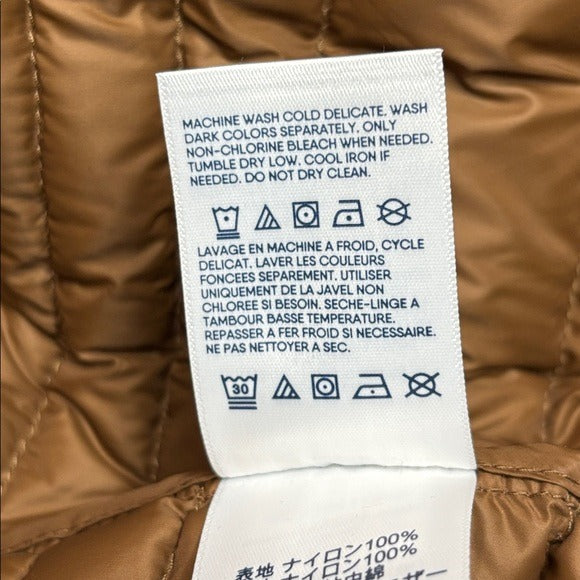 MACHINE WASH COLD DELICATE. WASH
DARK COLORS SEPARATELY. ONLY
NON-CHLORINE BLEACH WHEN NEEDED.
TUMBLE DRY LOW. COOL IRON IF
NEEDED. DO NOT DRY CLEAN.
LAVAGE EN MACHINE A FROID, CYCLE
DELICAT. LAVER LES COULEURS
FONCEES SEPAREMENT. UTILISER
UNIQUEMENT DE LA JAVEL NON
CHLOREE SI BESOIN. SECHE-LINGE A
TAMBOUR BASSE TEMPERATURE.
REPASSER A FER FROID SI NECESSAIRE.
NE PAS NETTOYER A SEC.
30
表地 ナイロン100%
ナイロン100%